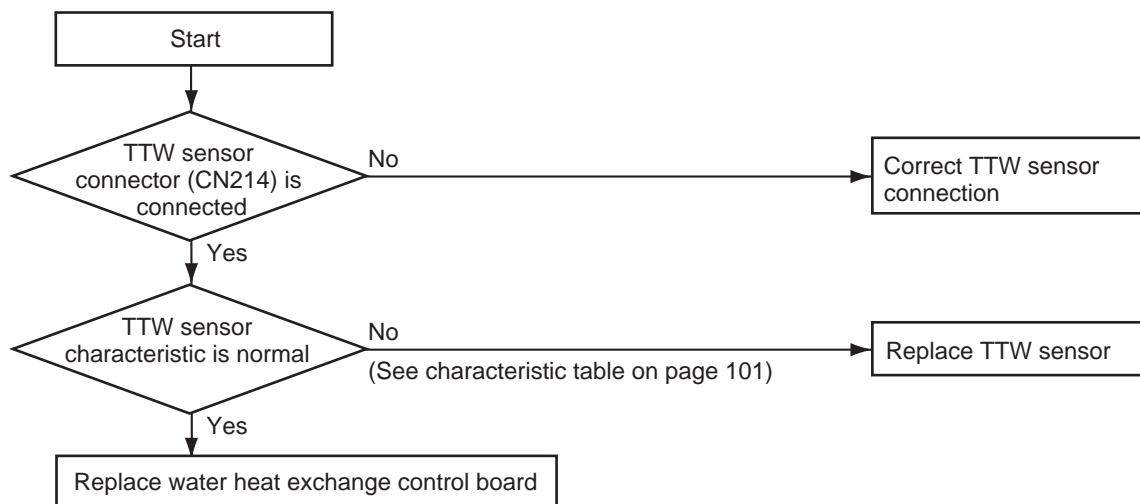 Start
TTW sensor
connector (CN214) is
connected
No
Correct TTW sensor
connection
Yes
TTW sensor
characteristic is normal
No
(See characteristic table on page 101)
Replace TTW sensor
Yes
Replace water heat exchange control board